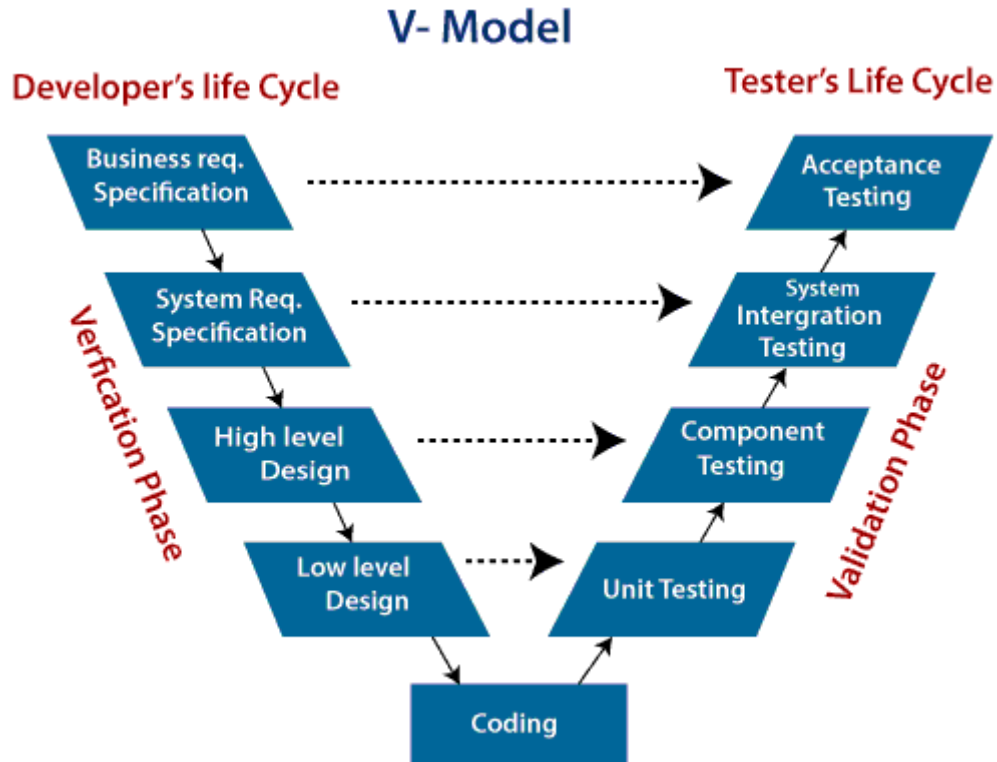 V- Model
Developer's life Cycle
Tester's Life Cycle
Business req.
Specification
Acceptance
Testing
System Req.
Specification
System
Intergration
Testing
Verfication Phase
Validation Phase
High level
Design
Component
Testing
Low level
Design
Unit Testing
Coding